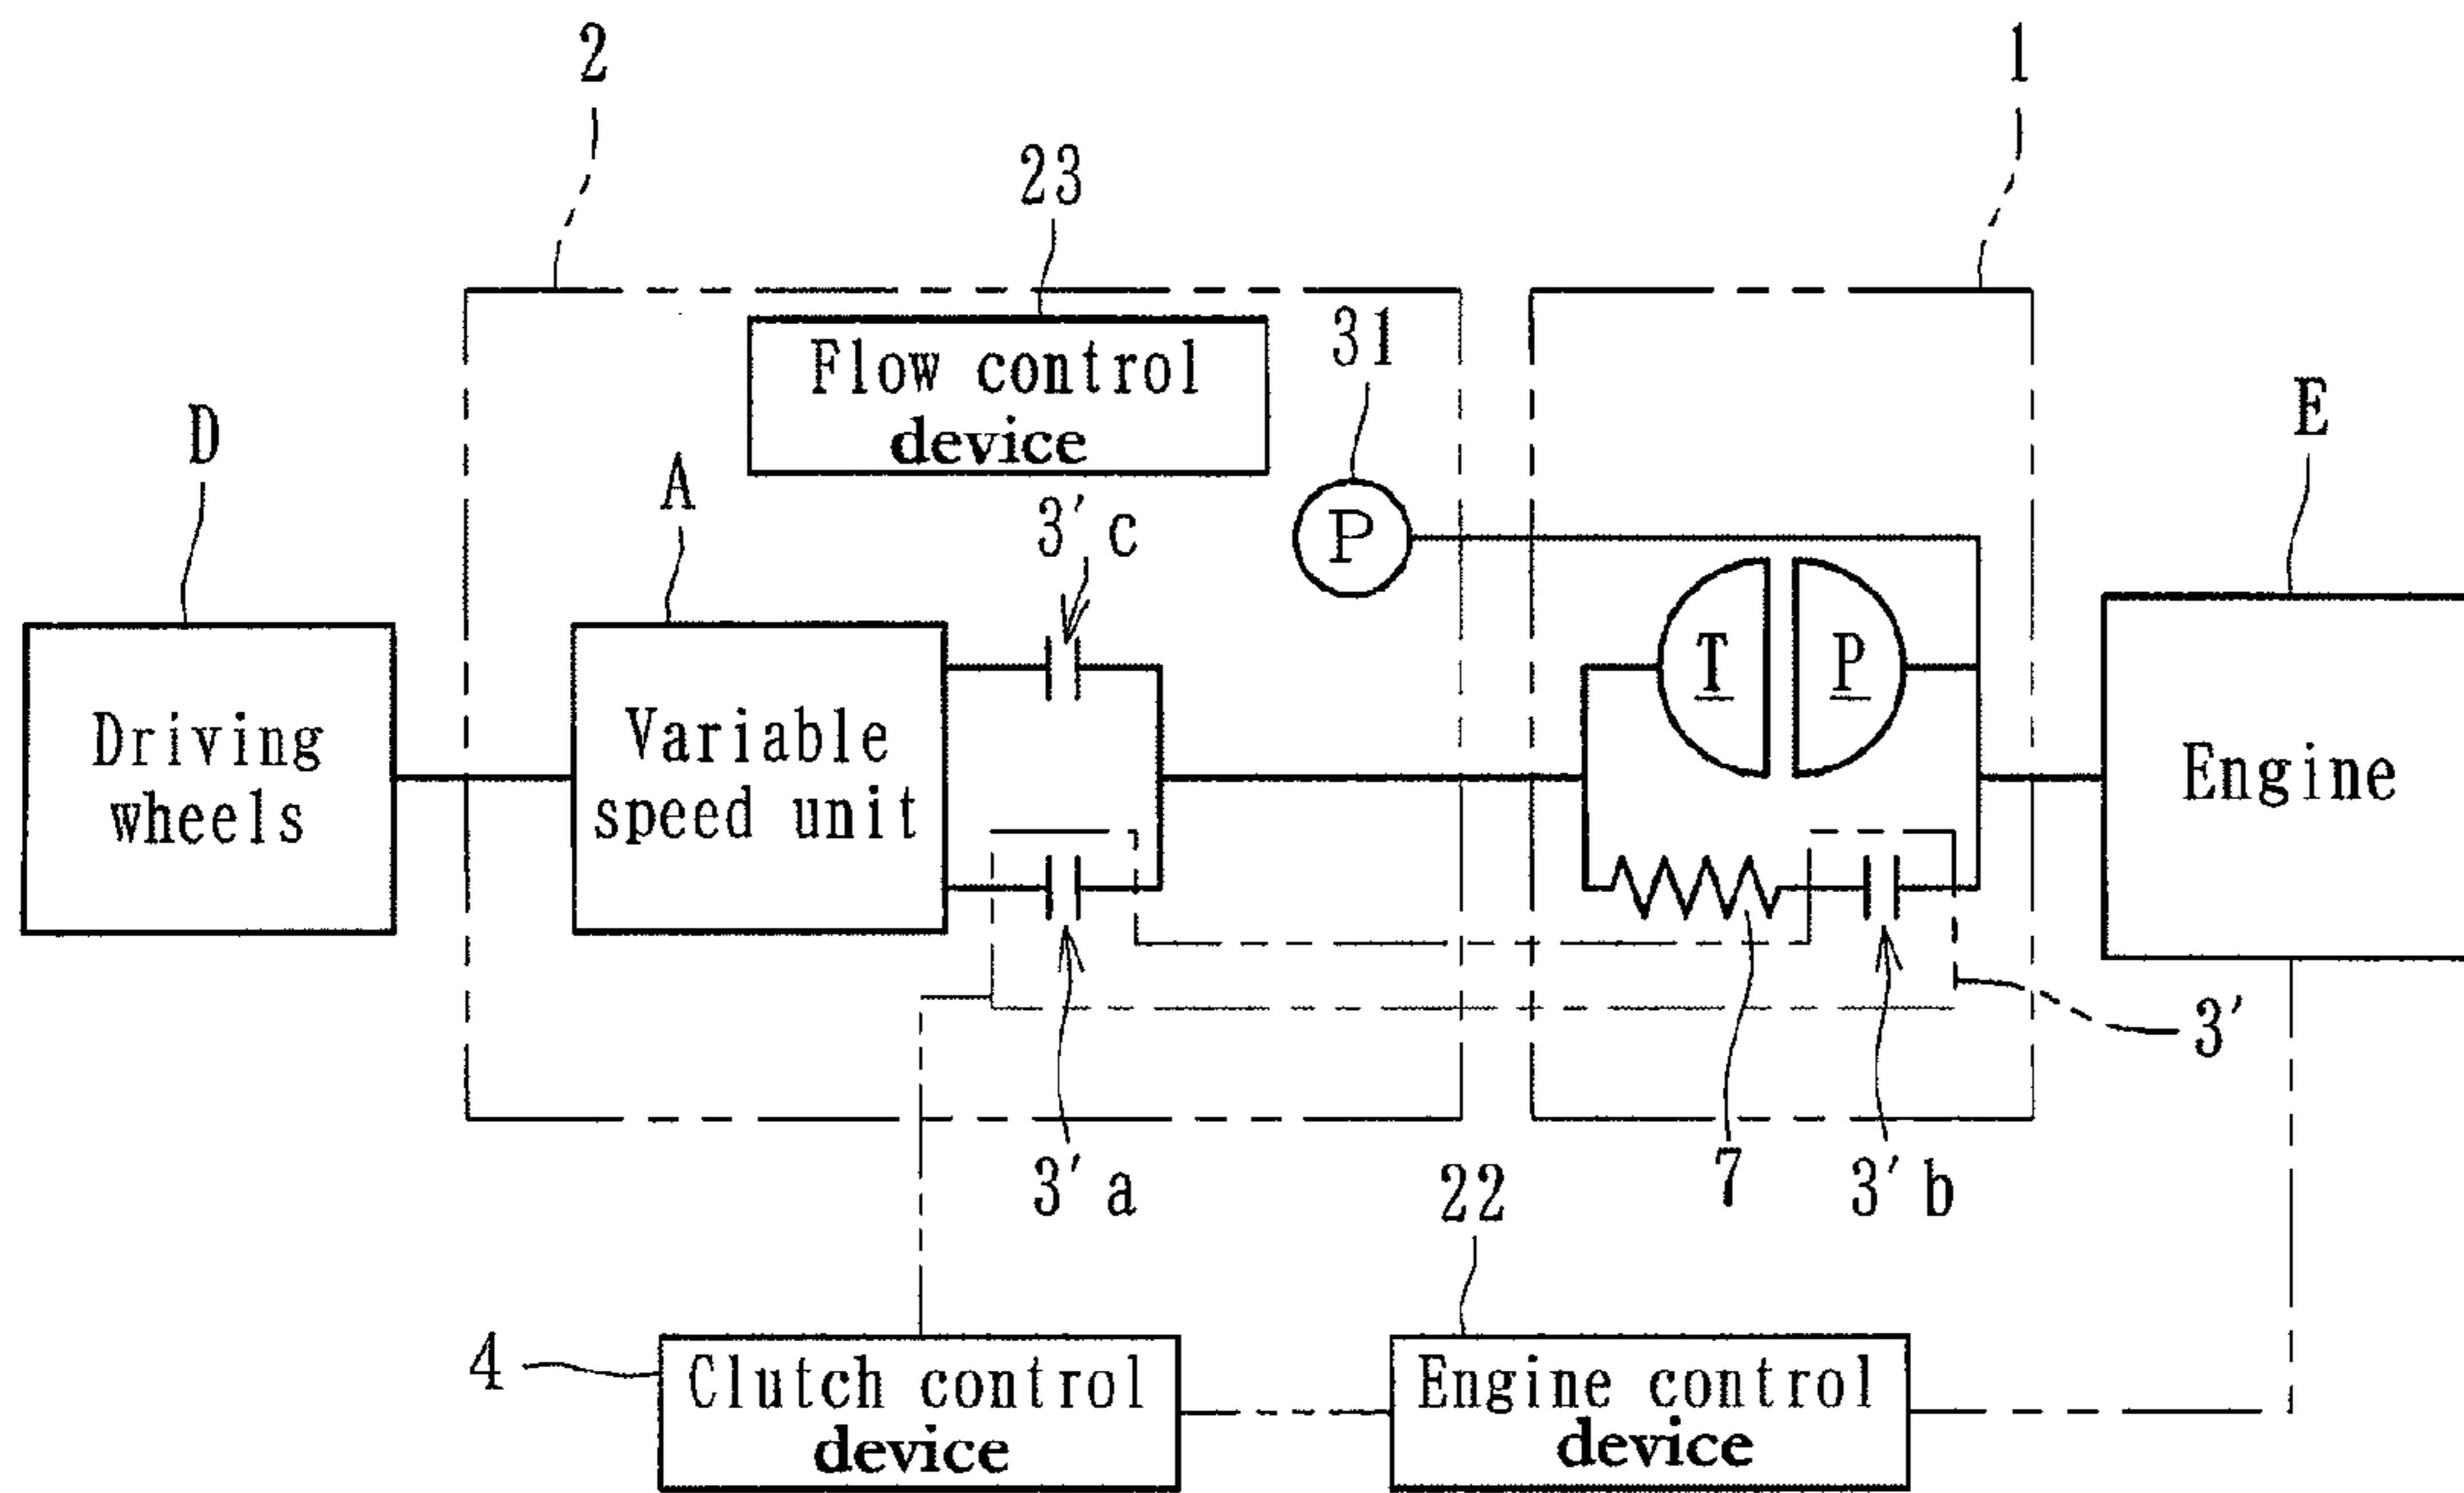 2
1
23
Flow control
device
31
D
A
3'c
P
E
T
P
Driving
wheels
Variable
speed unit
Engine
3'
3'a
7
3'b
22
4
Clutch control
device
Engine control
device